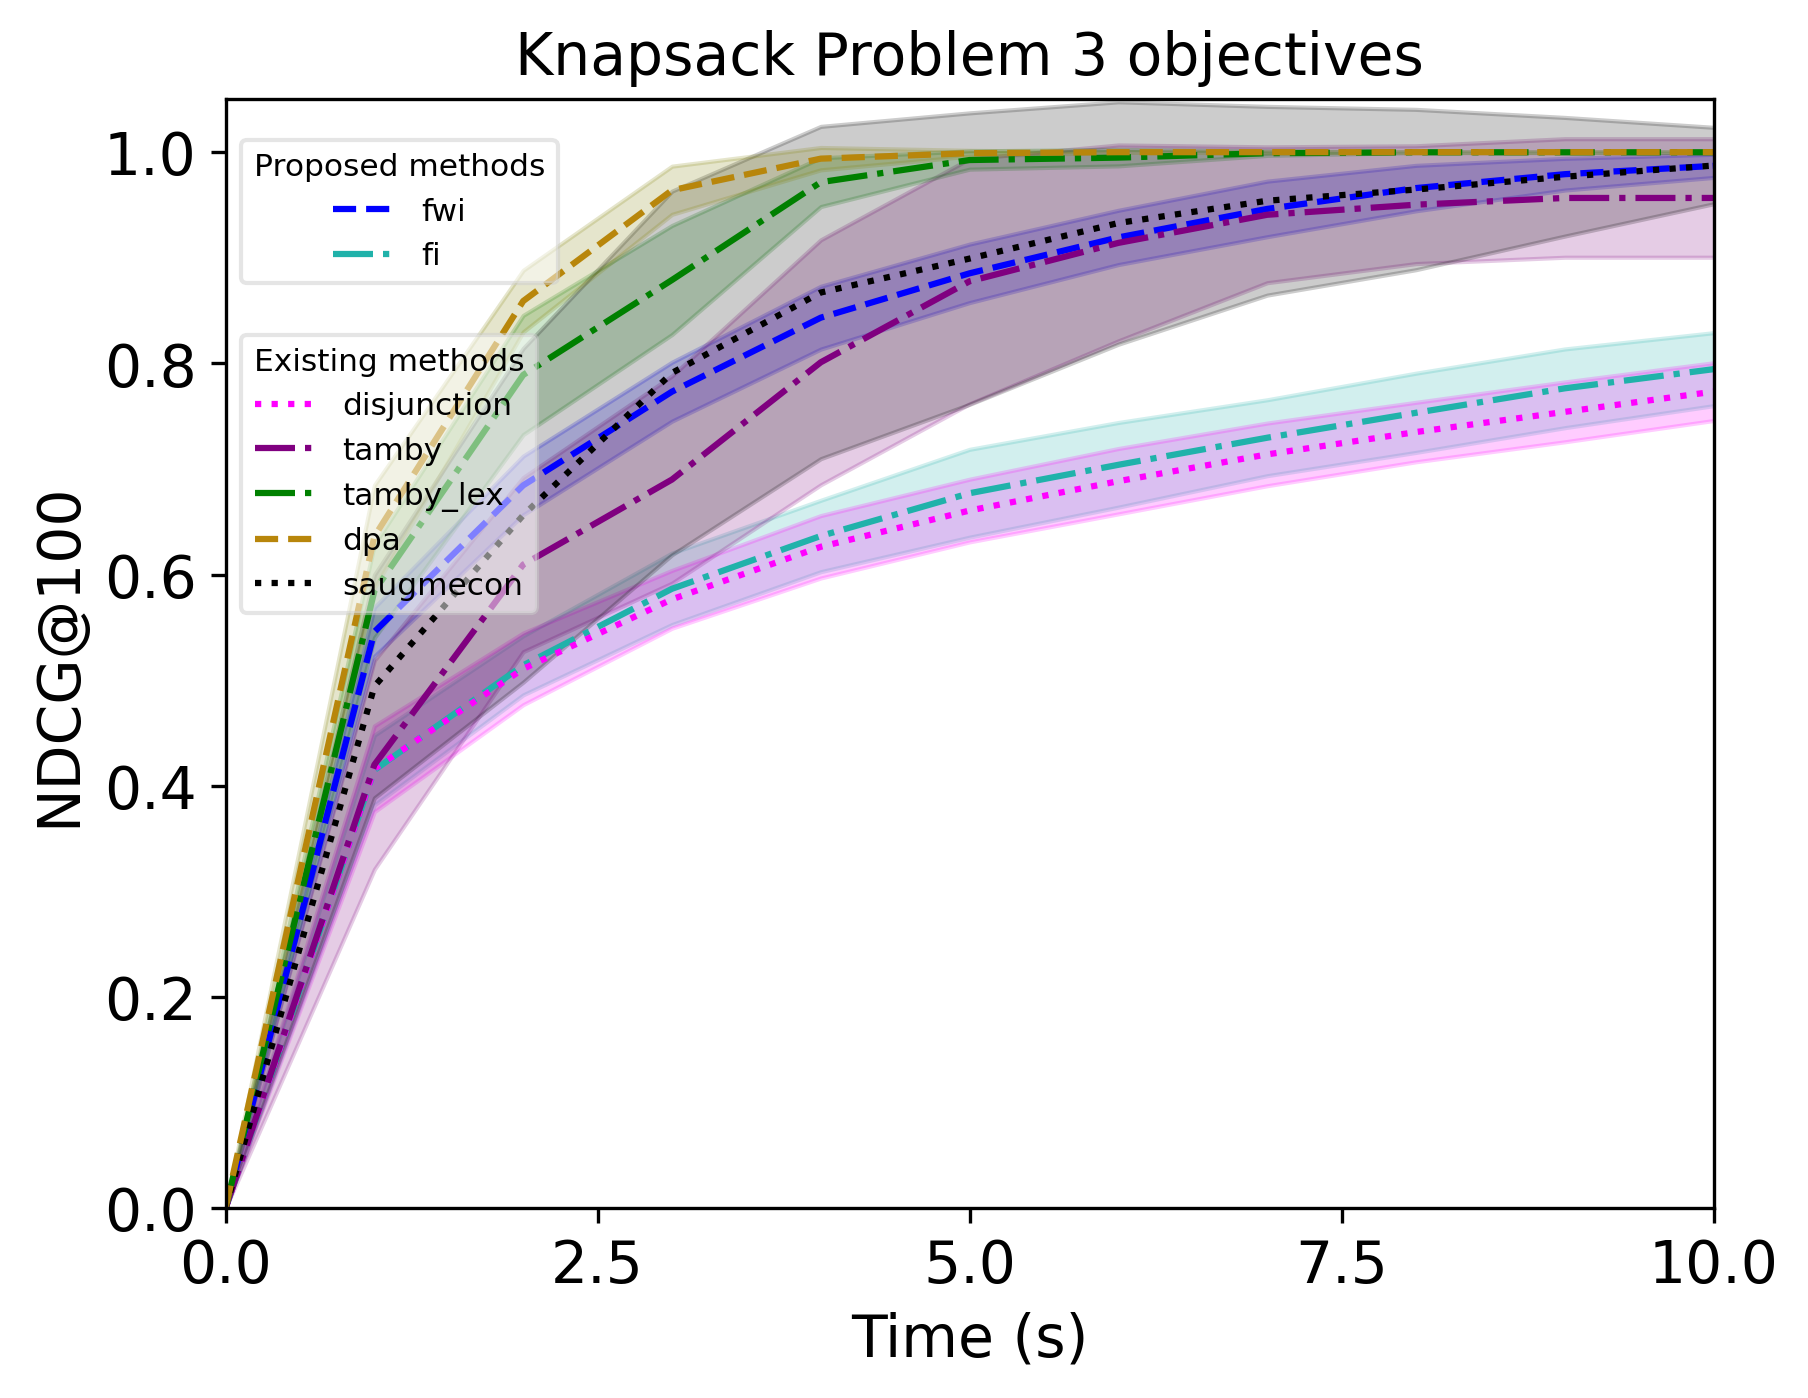 Knapsack Problem 3 objectives
NDCG@100
1.0
0.8
0.6
0.4
0.2
0.0
Proposed methods
fwi
fi
Existing methods
disjunction
tamby
tamby_lex
dpa
saugmecon
0.0 2.5 5.0 7.5 10.0
Time (s)